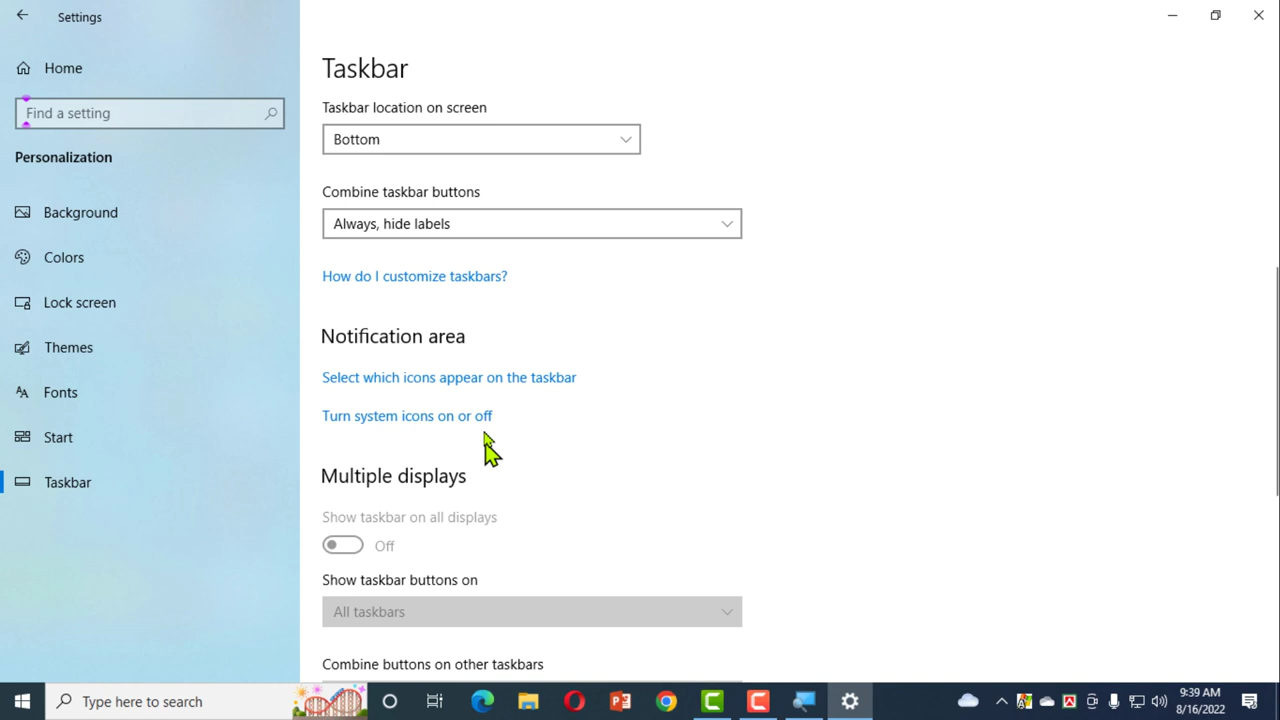 Settings
Home
Find a setting
Personalization
Background
Colors
Lock screen
Themes
Fonts
Start
Taskbar
Taskbar
Taskbar location on screen
Bottom
Combine taskbar buttons
Always, hide labels
How do I customize taskbars?
Notification area
Select which icons appear on the taskbar
Turn system icons on or off
Multiple displays
Show taskbar on all displays
Off
Show taskbar buttons on
All taskbars
Combine buttons on other taskbars
Type here to search
9:39 AM
8/16/2022